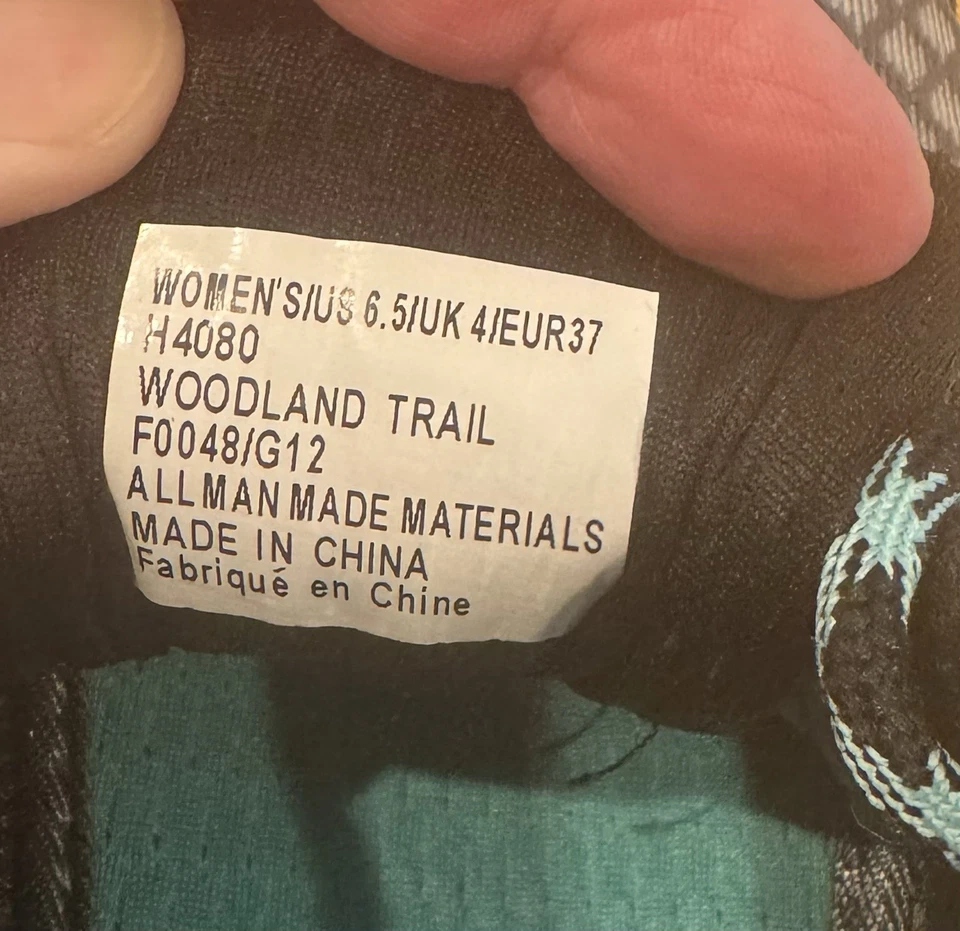 WOMEN'S/US 6.5/UK 4/EUR37
H4080
WOODLAND TRAIL
F0048/G12
ALL MAN MADE MATERIALS
MADE IN CHINA
Fabriqué en Chine